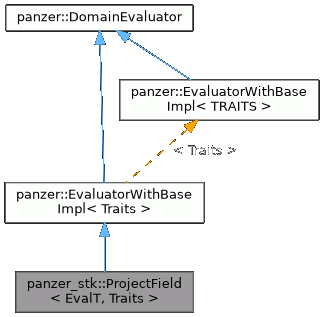 panzer::DomainEvaluator
panzer::EvaluatorWithBase
Impl< TRAITS >
< Traits >
panzer::EvaluatorWithBase
Impl< Traits >
panzer_stk::ProjectField
< EvalT, Traits >